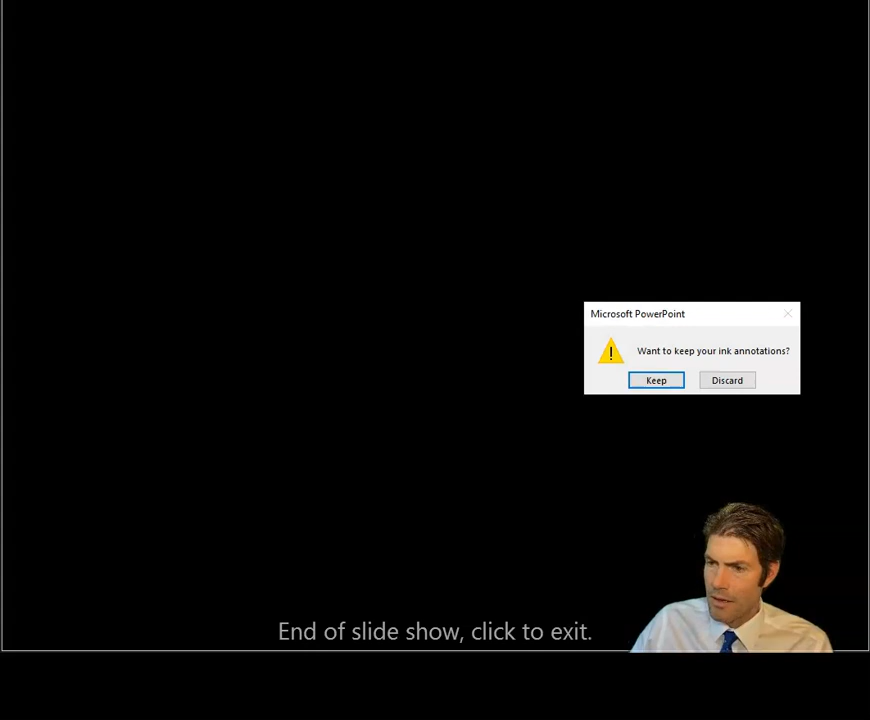 Microsoft PowerPoint
Want to keep your ink annotations?
Keep Discard
End of slide show, click to exit.